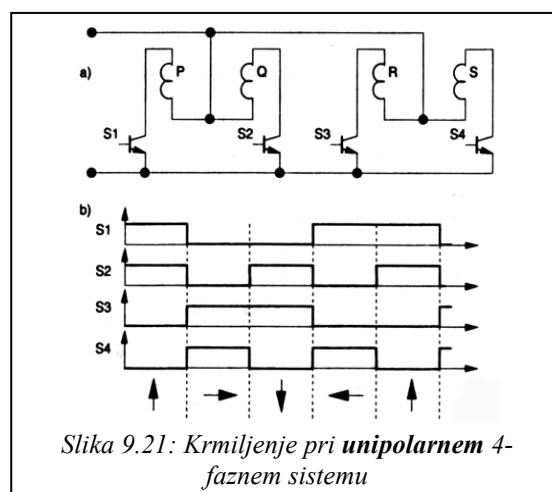 a)
P
Q
R
S
S1
S2
S3
S4
b)
S1
S2
S3
S4
Slika 9.21: Krmiljenje pri unipolarnem 4-
faznem sistemu